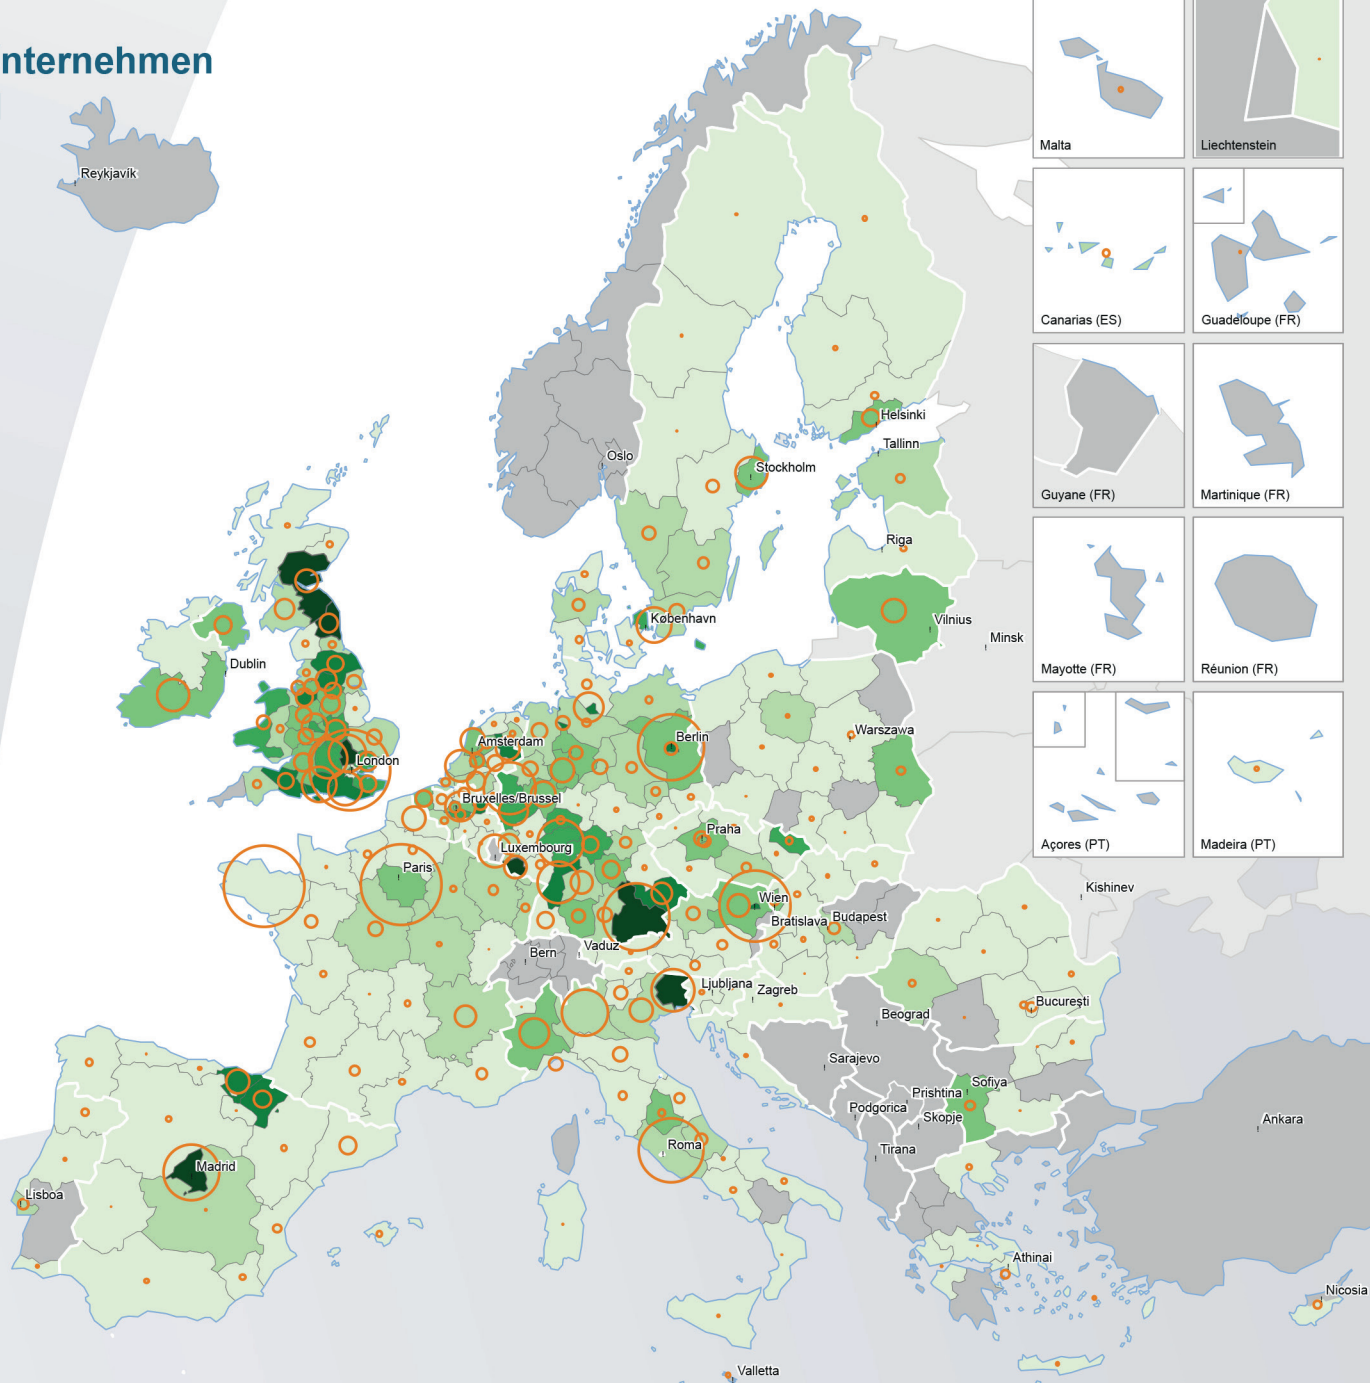 nternehmen
Malta
Liechtenstein
Reykjavik
Canarias (ES)
Guadeloupe (FR)
Helsinki
Tallinn
Oslo
Stockholm
Guyane (FR)
Martinique (FR)
Riga
København
Vilnius
Minsk
Dublin
Mayotte (FR)
Réunion (FR)
Amsterdam
Berlin
Warszawa
London
Bruxelles/Brussel
Praha
Luxembourg
Açores (PT)
Madeira (PT)
Paris
Kishinev
Wien
Bratislava
Budapest
Bern
Vaduz
Ljubljana
Zagreb
Bucureşti
Beograd
Sarajevo
Prishtina
Sofiya
Podgorica
Skopje
Ankara
Tirana
Roma
Madrid
Lisboa
Athinai
Nicosia
Valletta